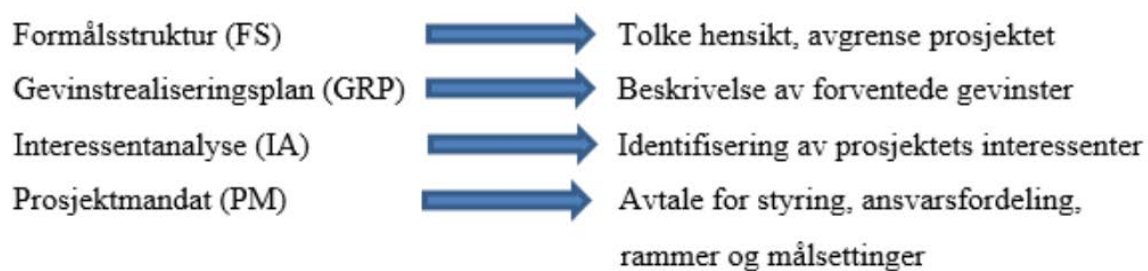 Formålsstruktur (FS) Tolke hensikt, avgrense prosjektet
Gevinstrealiseringsplan (GRP) Beskrivelse av forventede gevinster
Interessentanalyse (IA) Identifisering av prosjektets interessenter
Prosjektmandat (PM) Avtale for styring, ansvarsfordeling,
rammer og målsettinger